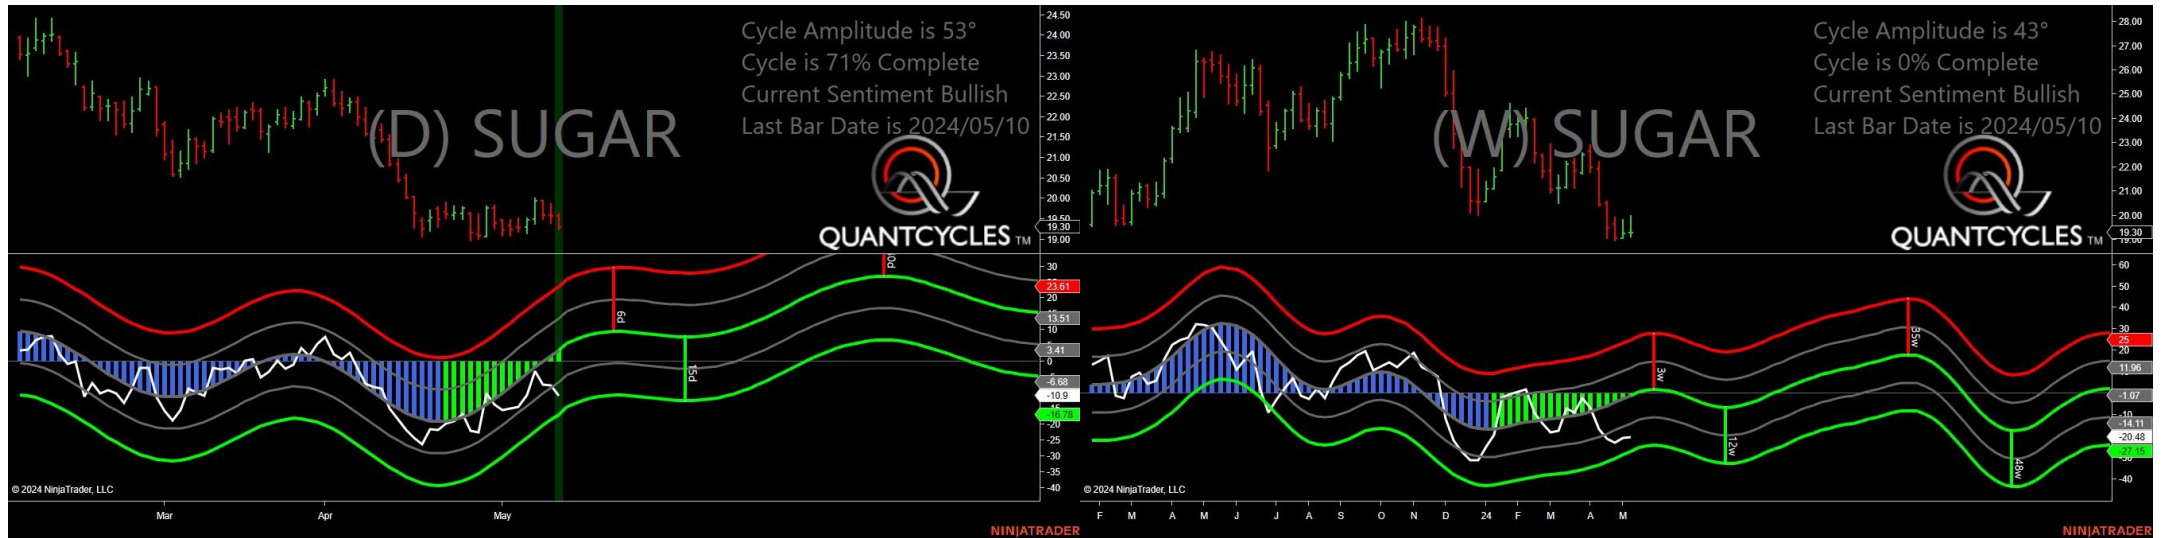 Cycle Amplitude is 53°
Cycle is 71% Complete
Current Sentiment Bullish
Last Bar Date is 2024/05/10
(D) SUGAR
QUANTCYCLES TM
24.50
24.00
23.50
23.00
22.50
22.00
21.50
21.00
20.50
20.00
19.50
19.30
19.00
6d
15d
30
23.61
20
13.51
10
3.41
0
-6.68
-10.9
-16.78
-20
-25
-30
-35
-40
© 2024 NinjaTrader, LLC
Mar Apr May
NINJATRADER
Cycle Amplitude is 43°
Cycle is 0% Complete
Current Sentiment Bullish
Last Bar Date is 2024/05/10
(W) SUGAR
QUANTCYCLES TM
28.00
27.00
26.00
25.00
24.00
23.00
22.00
21.00
20.00
19.30
19.00
3w
12w
35w
48w
60
50
40
30
25
20
11.96
-1.07
-10
-14.11
-20.48
-27.15
-40
© 2024 NinjaTrader, LLC
F M A M J J A S O N D 24 F M A M
NINJATRADER